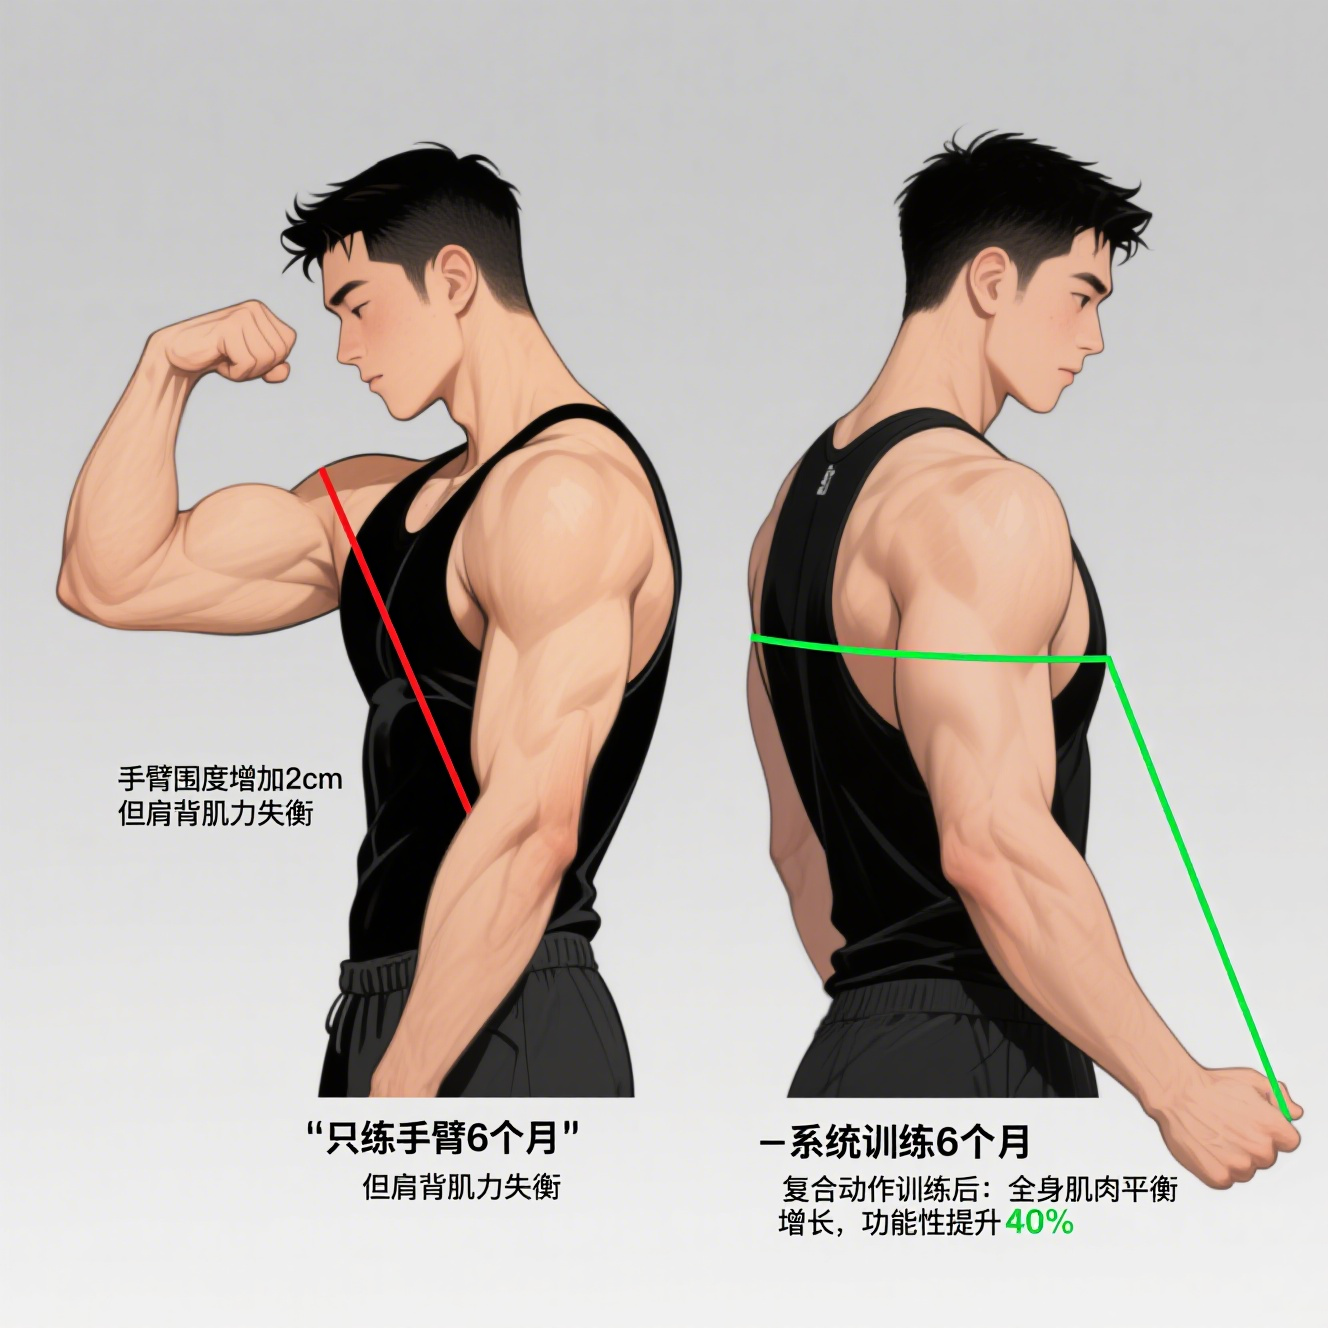 手臂围度增加2cm
但肩背肌力失衡
“只练手臂6个月”
但肩背肌力失衡
–系统训练6个月
复合动作训练后：全身肌肉平衡
增长，功能性提升40%